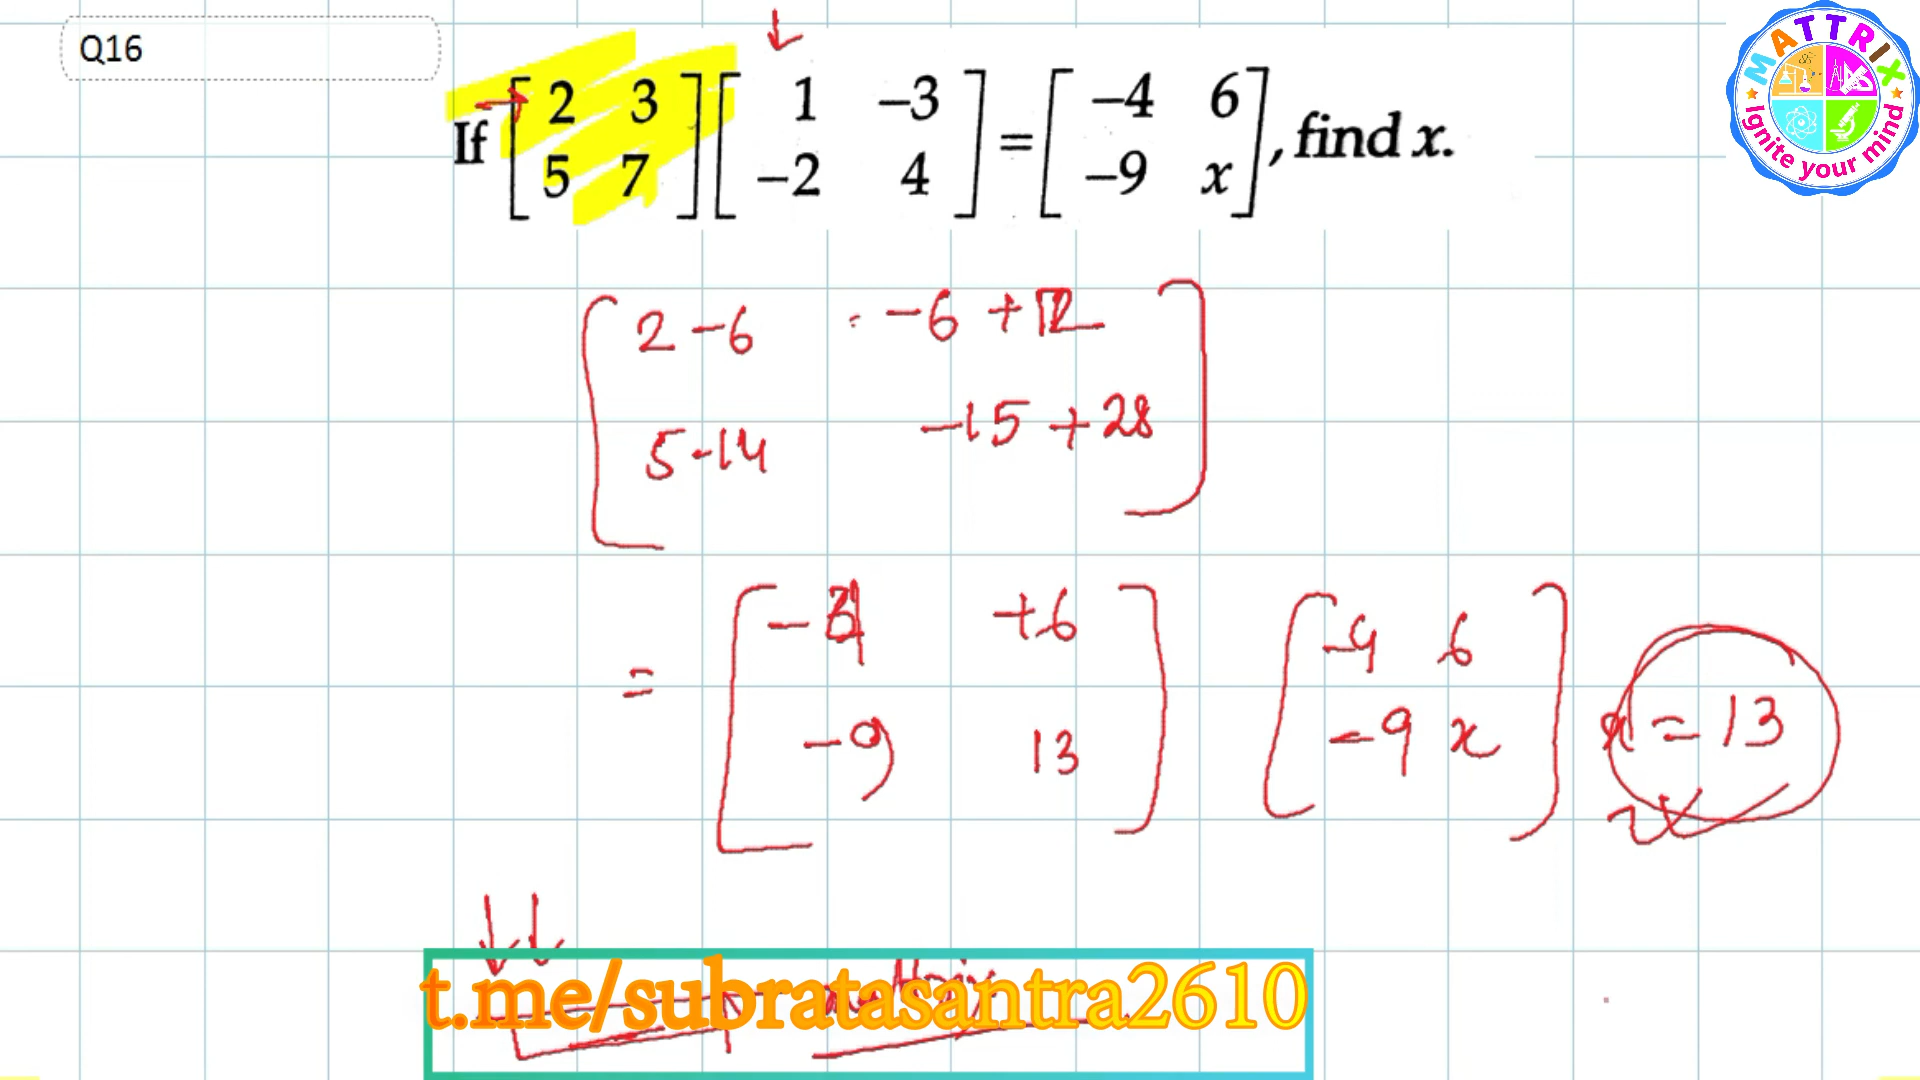 Q16
MATTRIX
Ignite your mind
If [ 2 3 ] [ 1 -3 ] = [ -4 6 ], find x.
[ 5 7 ] [ -2 4 ] [ -9 x ]
2 -6 -6 +12
5-14 -15 +28
= [ -4 +6 ] [ -4 6 ]
[ -9 13 ] [ -9 x ] x = 13
t.me/subratasantra2610